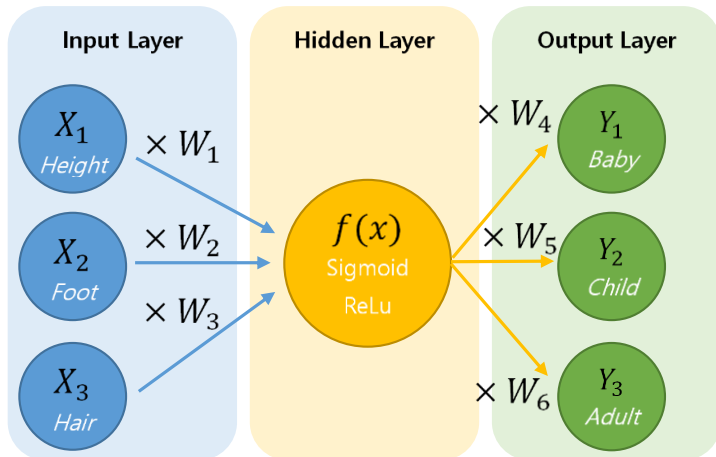 Input Layer
Hidden Layer
Output Layer
X₁
Height
× W₁
X₂
Foot
× W₂
X₃
Hair
× W₃
f(x)
Sigmoid
ReLu
× W₄
Y₁
Baby
× W₅
Y₂
Child
× W₆
Y₃
Adult